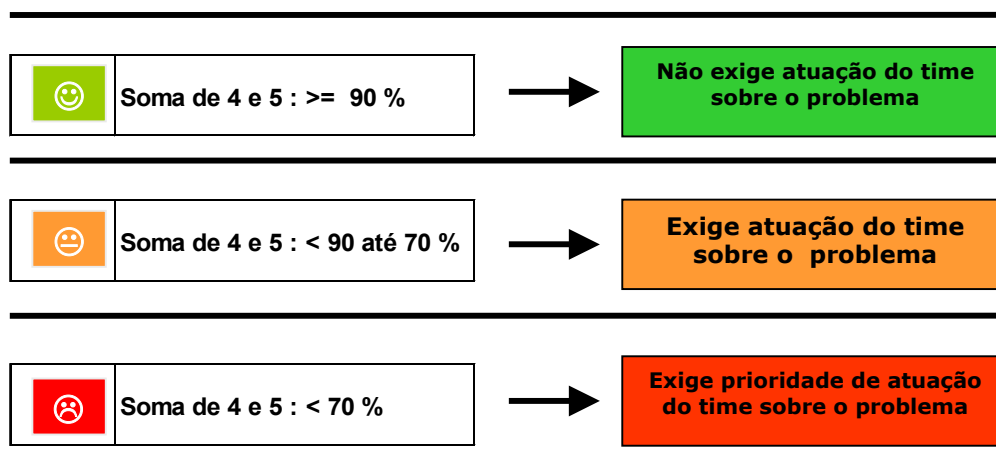 Soma de 4 e 5 : >= 90 %
Não exige atuação do time
sobre o problema
Soma de 4 e 5 : < 90 até 70 %
Exige atuação do time
sobre o problema
Soma de 4 e 5 : < 70 %
Exige prioridade de atuação
do time sobre o problema